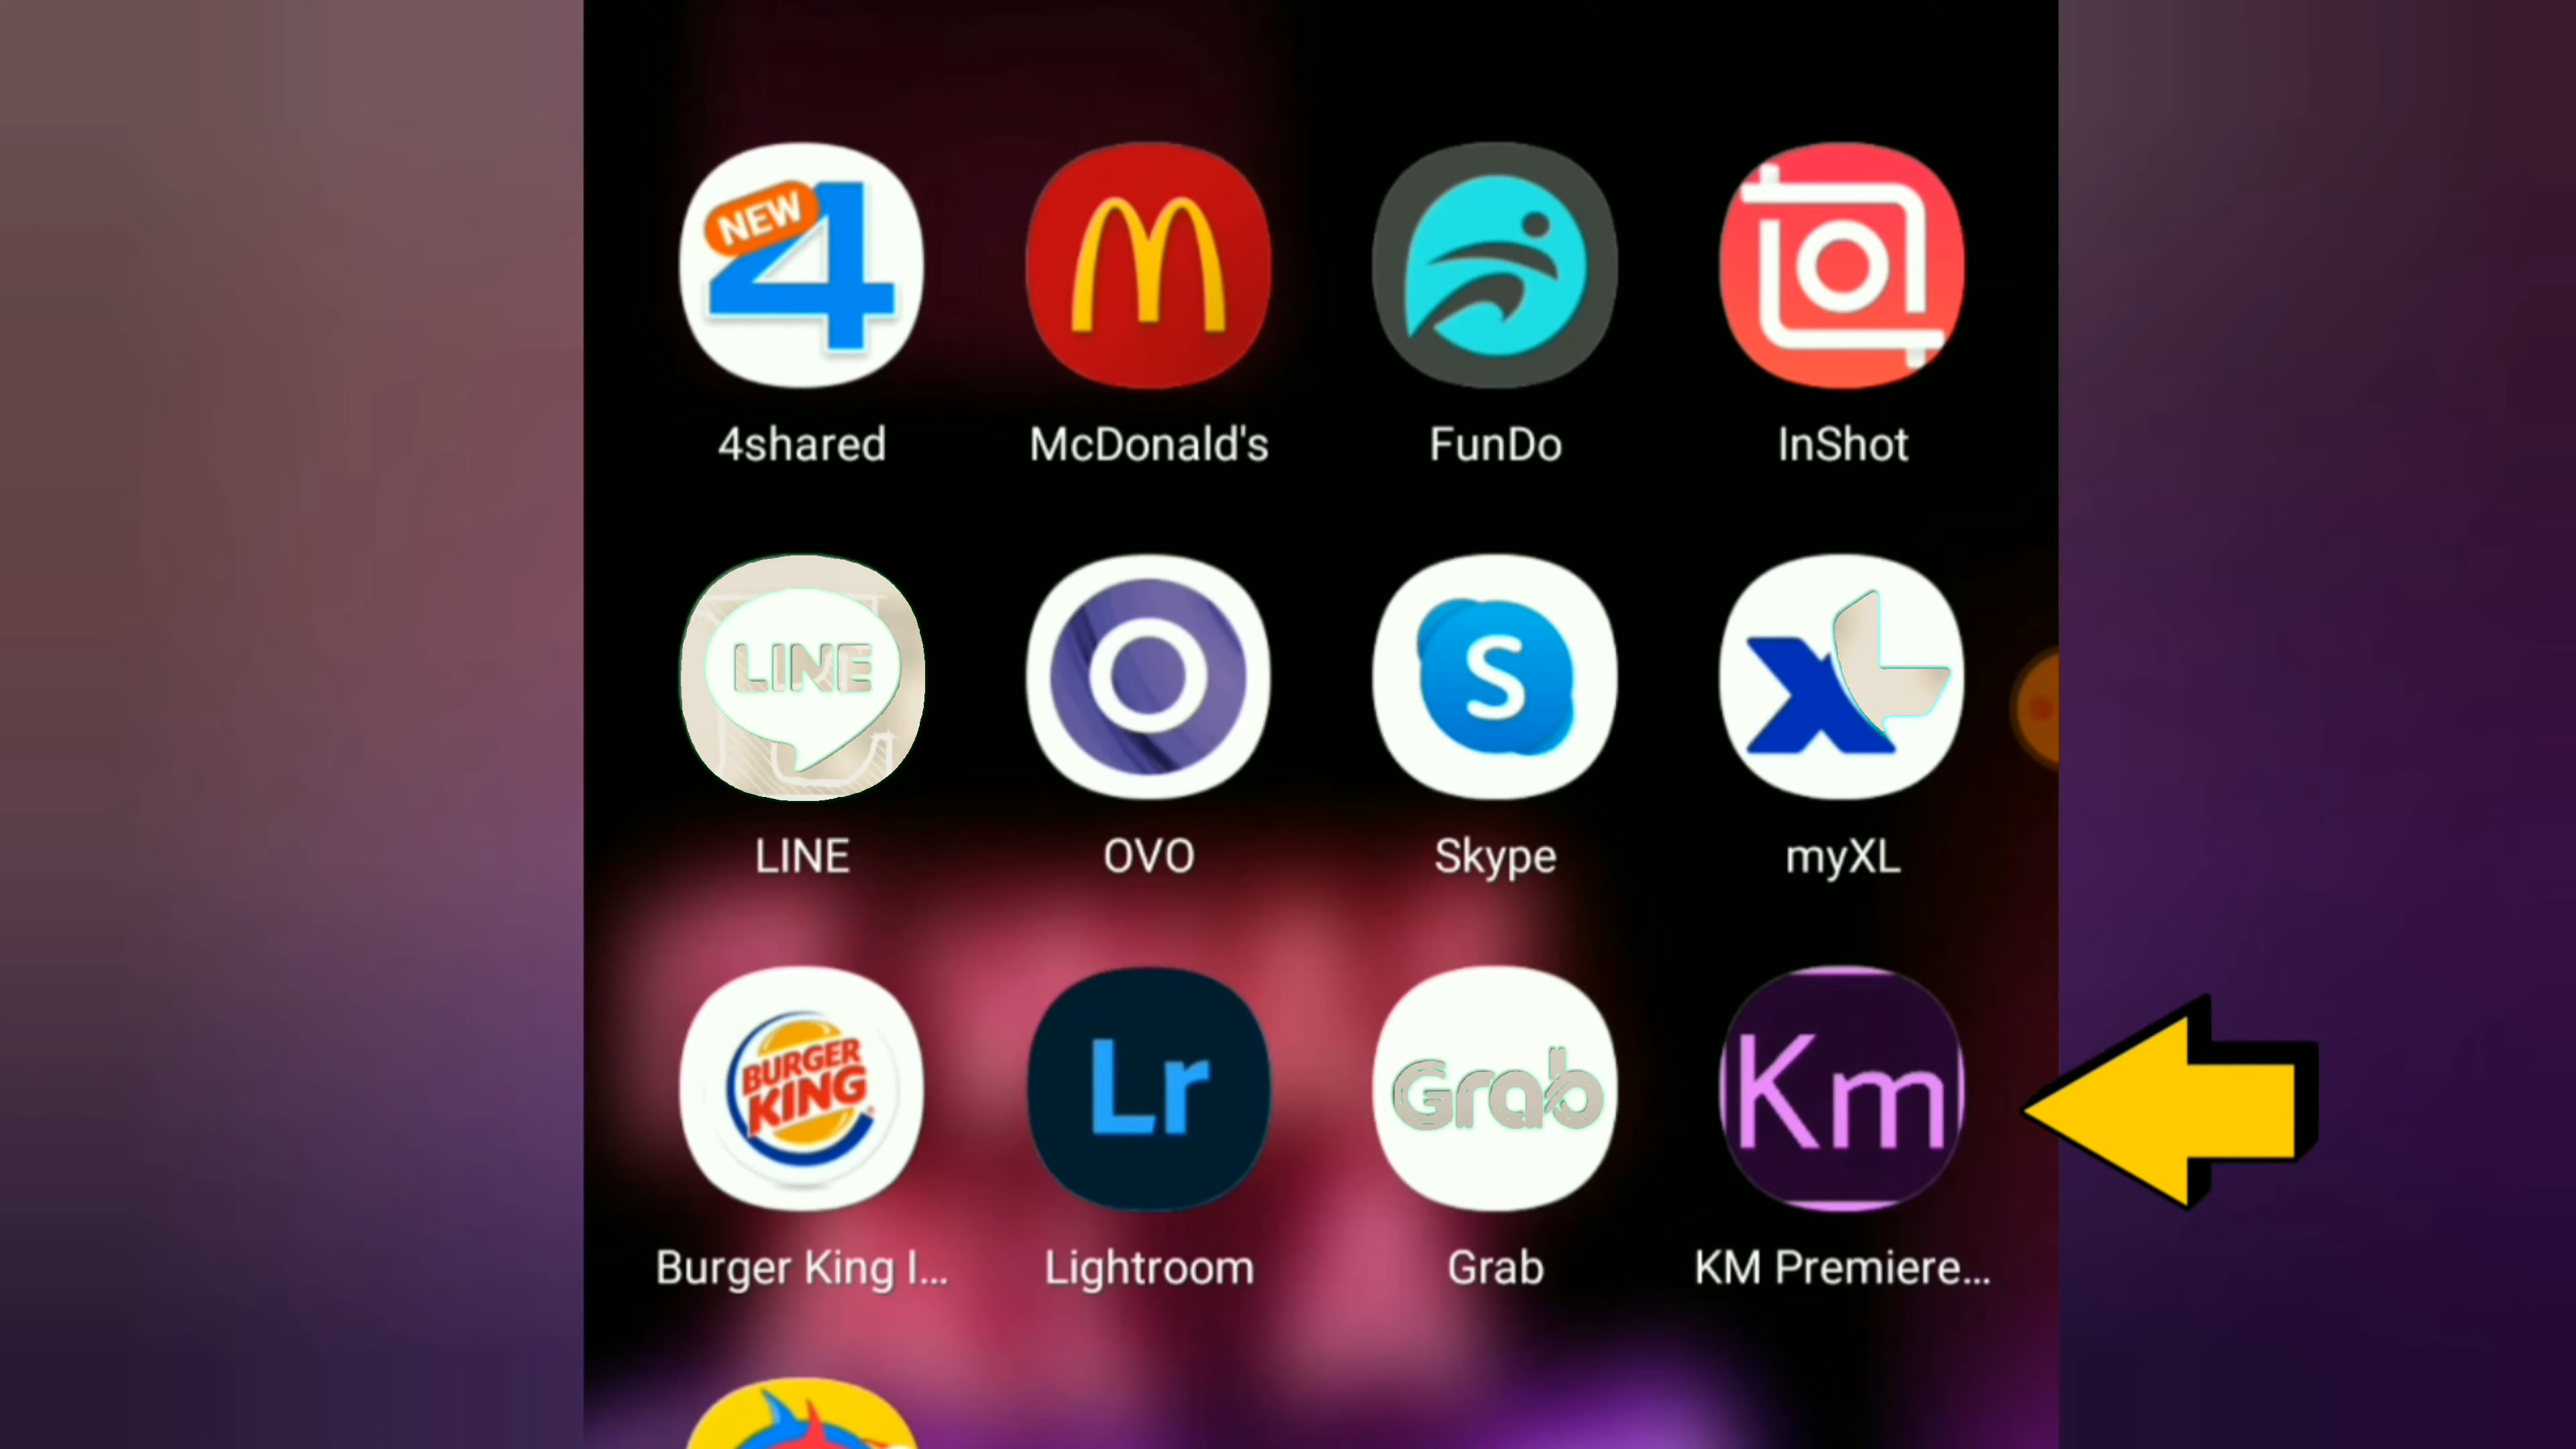 NEW
4
4shared McDonald's FunDo InShot
LINE
S
XL
LINE OVO Skype myXL
BURGER
KING
Lr
Grab
Km
Burger King I... Lightroom Grab KM Premiere...